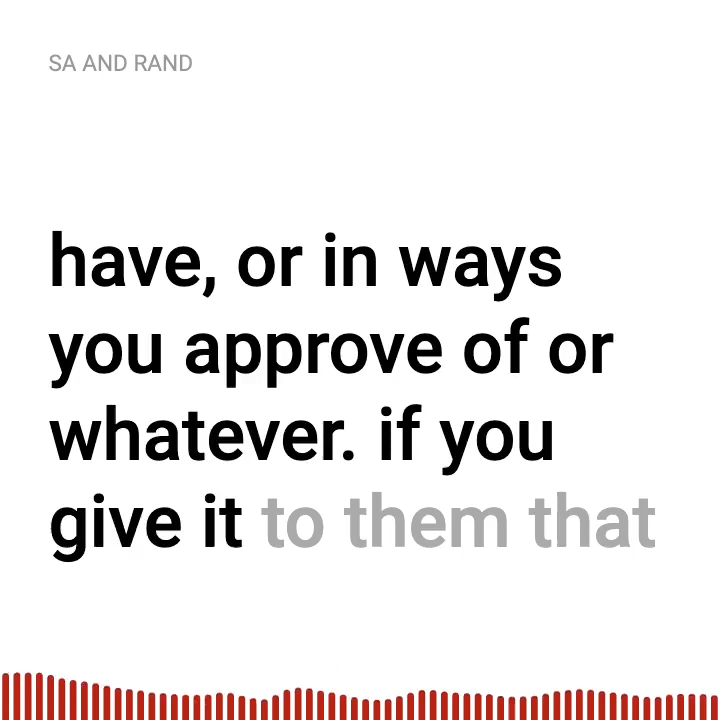 SA AND RAND
have, or in ways
you approve of or
whatever. if you
give it to them that